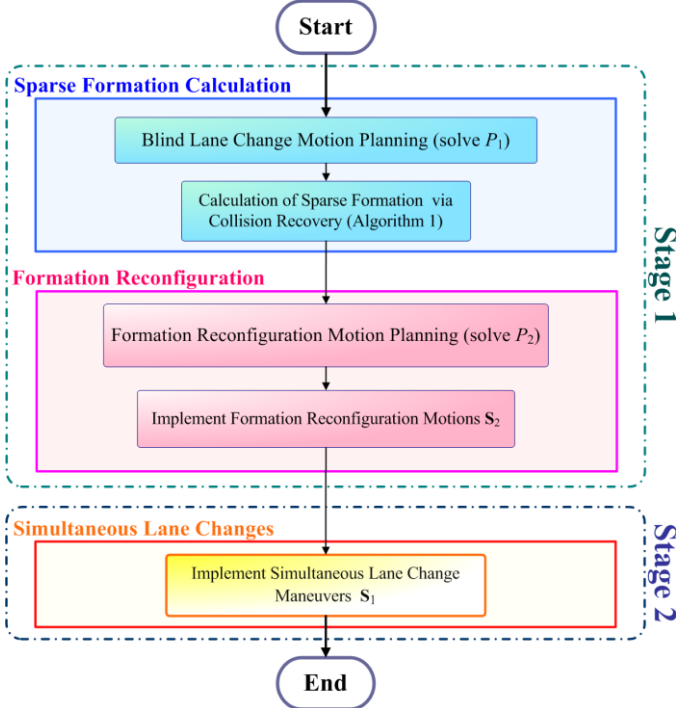 Start
Sparse Formation Calculation
Blind Lane Change Motion Planning (solve P₁)
Calculation of Sparse Formation via
Collision Recovery (Algorithm 1)
Stage 1
Formation Reconfiguration
Formation Reconfiguration Motion Planning (solve P₂)
Implement Formation Reconfiguration Motions S₂
Simultaneous Lane Changes
Stage 2
Implement Simultaneous Lane Change
Maneuvers S₁
End